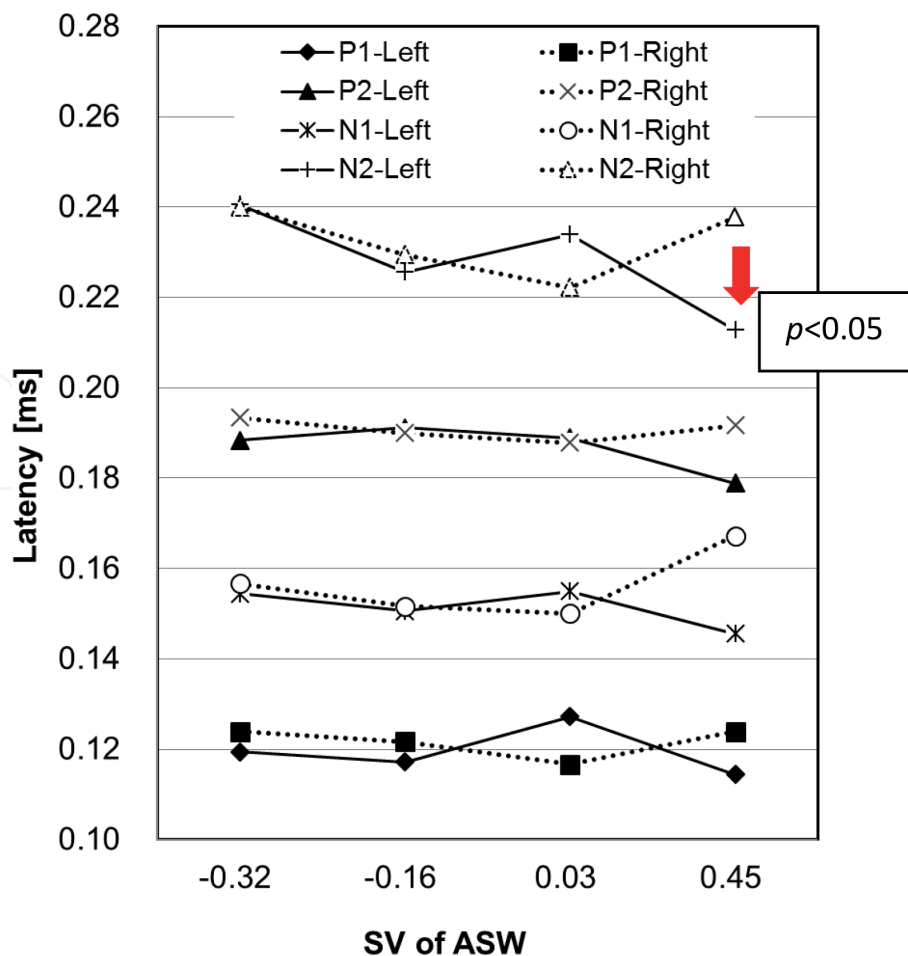 0.28
P1-Left P1-Right
P2-Left P2-Right
N1-Left N1-Right
N2-Left N2-Right
0.26
0.24
0.22
p<0.05
0.20
0.18
0.16
0.14
0.12
0.10
Latency [ms]
-0.32 -0.16 0.03 0.45
SV of ASW